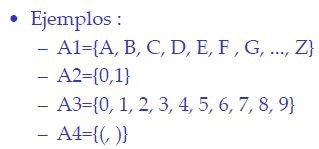 • Ejemplos :
– A1={A, B, C, D, E, F , G, ..., Z}
– A2={0,1}
– A3={0, 1, 2, 3, 4, 5, 6, 7, 8, 9}
– A4={(, )}